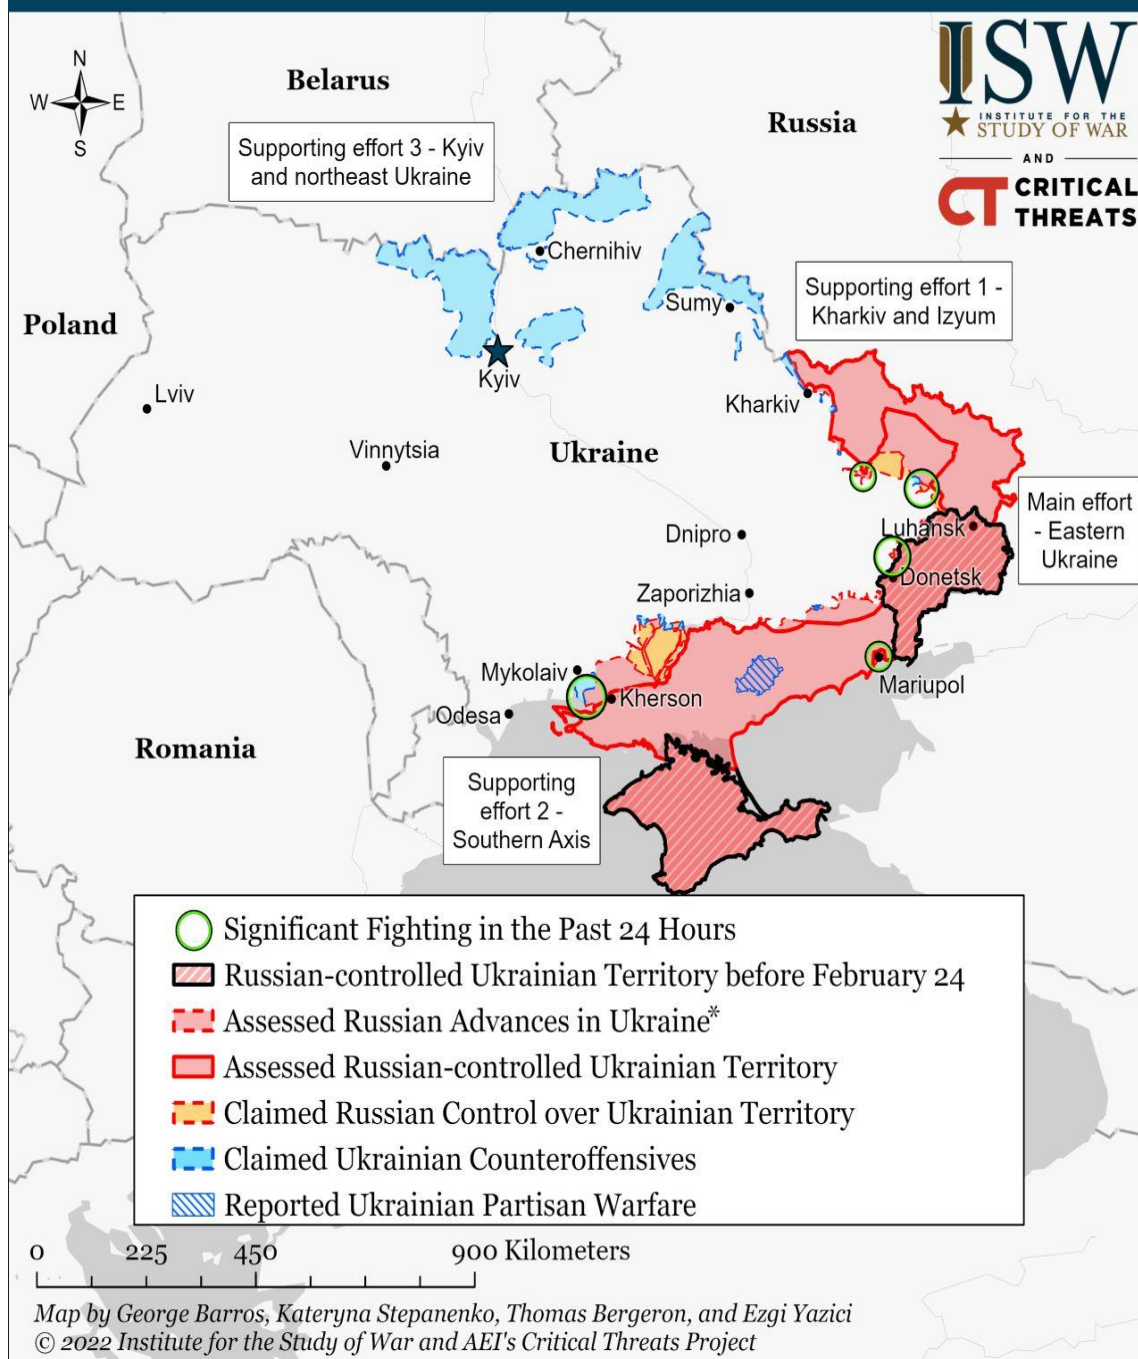 N
W
E
S
Belarus
Russia
ISW
INSTITUTE FOR THE
STUDY OF WAR
AND
CT CRITICAL
THREATS
Supporting effort 3 - Kyiv
and northeast Ukraine
Chernihiv
Poland
Sumy
Supporting effort 1 -
Kharkiv and Izyum
Kyiv
Lviv
Kharkiv
Vinnytsia
Ukraine
Main effort
- Eastern
Ukraine
Luhansk
Dnipro
Donetsk
Zaporizhia
Mykolaiv
Mariupol
Kherson
Odesa
Romania
Supporting
effort 2 -
Southern Axis
Significant Fighting in the Past 24 Hours
Russian-controlled Ukrainian Territory before February 24
Assessed Russian Advances in Ukraine*
Assessed Russian-controlled Ukrainian Territory
Claimed Russian Control over Ukrainian Territory
Claimed Ukrainian Counteroffensives
Reported Ukrainian Partisan Warfare
0 225 450 900 Kilometers
Map by George Barros, Kateryna Stepanenko, Thomas Bergeron, and Ezgi Yazici
© 2022 Institute for the Study of War and AEI's Critical Threats Project